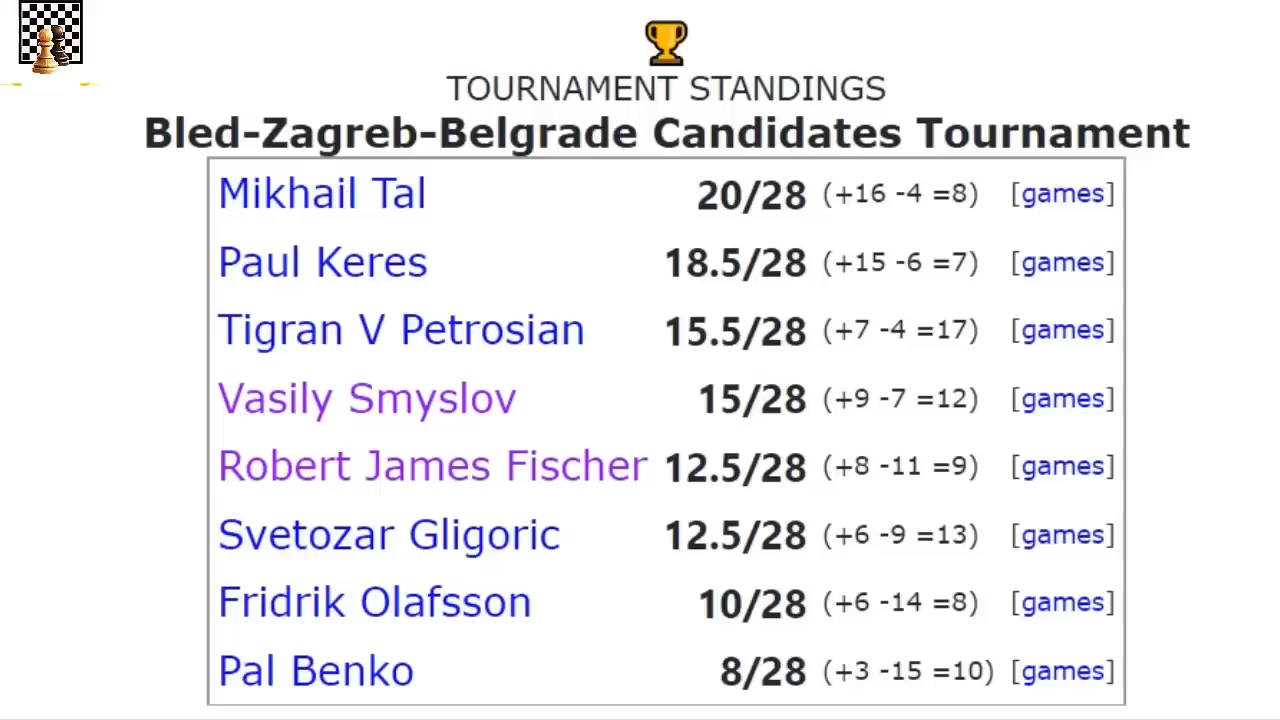 TOURNAMENT STANDINGS
Bled-Zagreb-Belgrade Candidates Tournament
Mikhail Tal 20/28 (+16 -4 =8) [games]
Paul Keres 18.5/28 (+15 -6 =7) [games]
Tigran V Petrosian 15.5/28 (+7 -4 =17) [games]
Vasily Smyslov 15/28 (+9 -7 =12) [games]
Robert James Fischer 12.5/28 (+8 -11 =9) [games]
Svetozar Gligoric 12.5/28 (+6 -9 =13) [games]
Fridrik Olafsson 10/28 (+6 -14 =8) [games]
Pal Benko 8/28 (+3 -15 =10) [games]